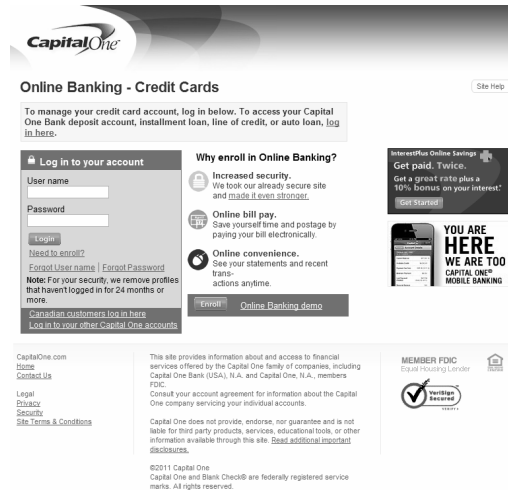 CapitalOne
Online Banking - Credit Cards
Site Help
To manage your credit card account, log in below. To access your Capital
One Bank deposit account, installment loan, line of credit, or auto loan, log
in here.
Log in to your account
User name
Password
Login
Need to enroll?
Forgot User name | Forgot Password
Note: For your security, we remove profiles
that haven't logged in for 24 months or
more.
Canadian customers log in here
Log in to your other Capital One accounts
Why enroll in Online Banking?
Increased security.
We took our already secure site
and made it even stronger.
Online bill pay.
Save yourself time and postage by
paying your bill electronically.
Online convenience.
See your statements and recent
trans-
actions anytime.
Enroll
Online Banking demo
InterestPlus Online Savings
Get paid. Twice.
Get a great rate plus a
10% bonus on your interest.*
Get Started
YOU ARE
HERE
WE ARE TOO
CAPITAL ONE®
MOBILE BANKING
CapitalOne.com
Home
Contact Us
Legal
Privacy
Security
Site Terms & Conditions
This site provides information about and access to financial
services offered by the Capital One family of companies, including
Capital One Bank (USA), N.A. and Capital One, N.A., members
FDIC.
Consult your account agreement for information about the Capital
One company servicing your individual accounts.
Capital One does not provide, endorse, nor guarantee and is not
liable for third party products, services, educational tools, or other
information available through this site. Read additional important
disclosures.
©2011 Capital One
Capital One and Blank Check® are federally registered service
marks. All rights reserved.
MEMBER FDIC
Equal Housing Lender
VeriSign
Secured
VERIFY